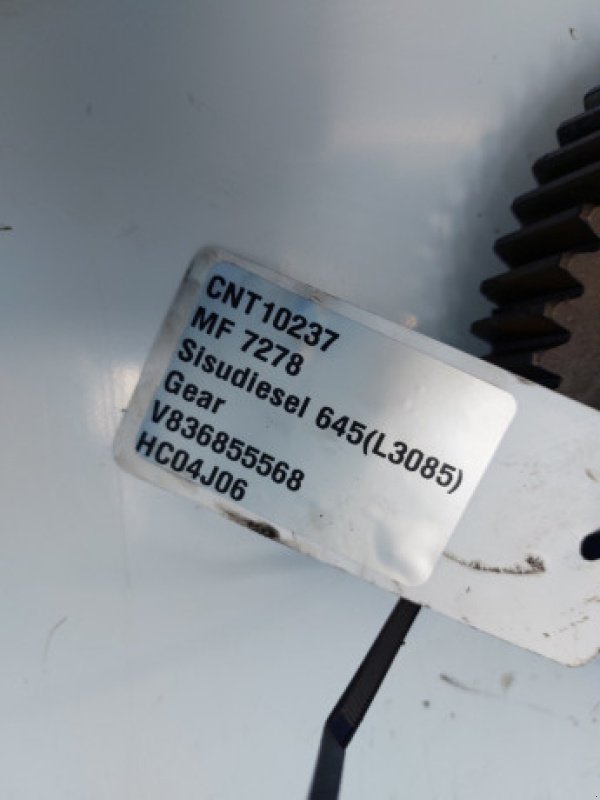 CNT10237
MF 7278
Sisudiesel 645(L3085)
Gear
V836855568
HC04J06